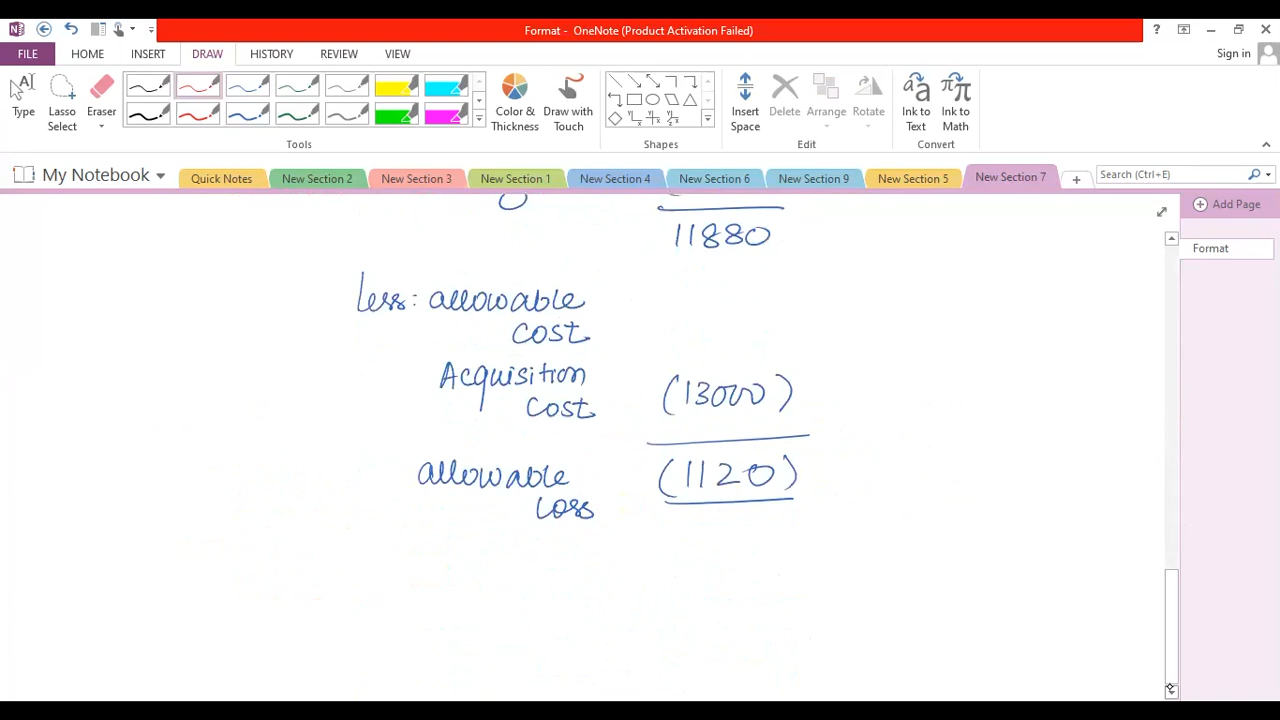 Format - OneNote (Product Activation Failed)
FILE HOME INSERT DRAW HISTORY REVIEW VIEW
Sign in
Type
Lasso Select
Eraser
Color & Thickness
Draw with Touch
Insert Space
Delete
Arrange
Rotate
Ink to Text
Ink to Math
Tools
Shapes
Edit
Convert
My Notebook
Quick Notes New Section 2 New Section 3 New Section 1 New Section 4 New Section 6 New Section 9 New Section 5 New Section 7
Search (Ctrl+E)
Add Page
Format
11880
less: allowable
cost
Acquisition
cost (13000)
allowable (1120)
loss